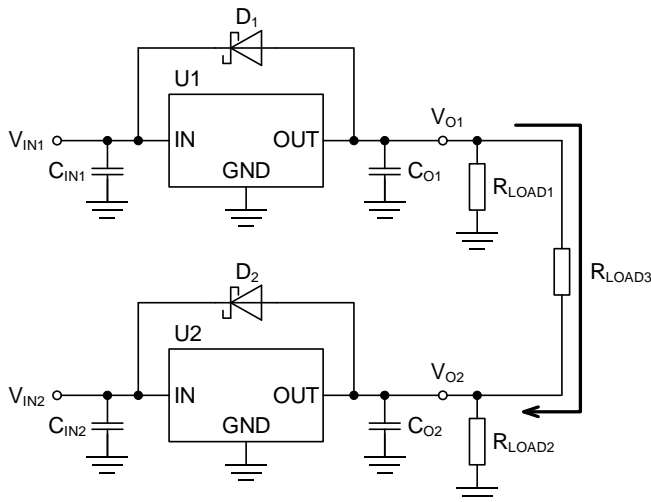 D1
U1
VIN1
IN
OUT
VO1
CIN1
GND
CO1
RLOAD1
RLOAD3
D2
U2
VIN2
IN
OUT
VO2
CIN2
GND
CO2
RLOAD2